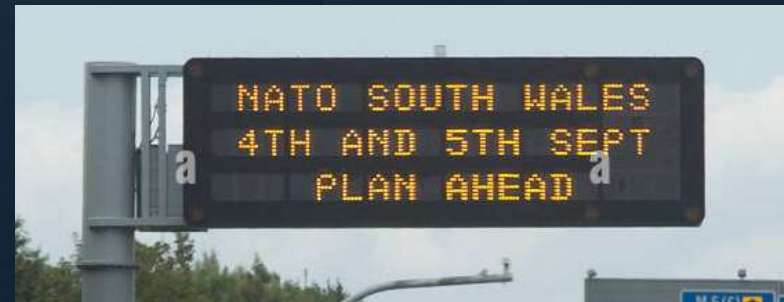 NATO SOUTH WALES
4TH AND 5TH SEPT
PLAN AHEAD
a a